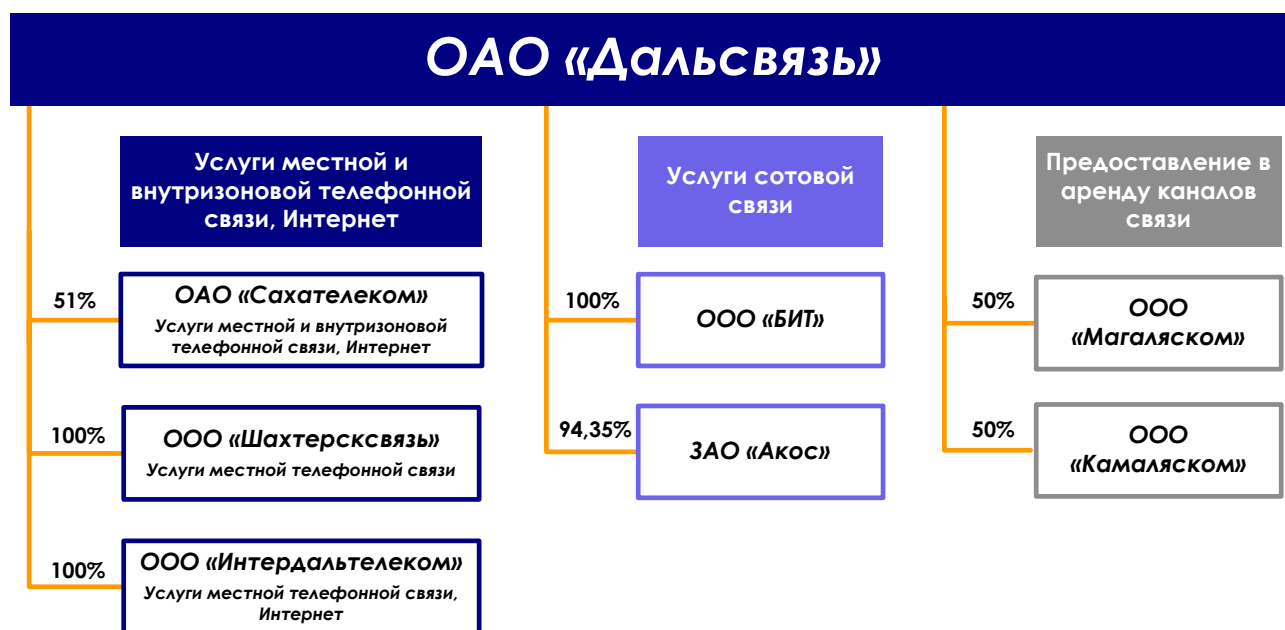 ОАО «Дальсвязь»
Услуги местной и
внутризоновой телефонной
связи, Интернет
51%
ОАО «Сахателеком»
Услуги местной и внутризоновой
телефонной связи, Интернет
100%
ООО «Шахтерсксвязь»
Услуги местной телефонной связи
100%
ООО «Интердальтелеком»
Услуги местной телефонной связи,
Интернет
Услуги сотовой
связи
100%
ООО «БИТ»
94,35%
ЗАО «Акос»
Предоставление в
аренду каналов
связи
50%
ООО
«Магаляском»
50%
ООО
«Камаляском»